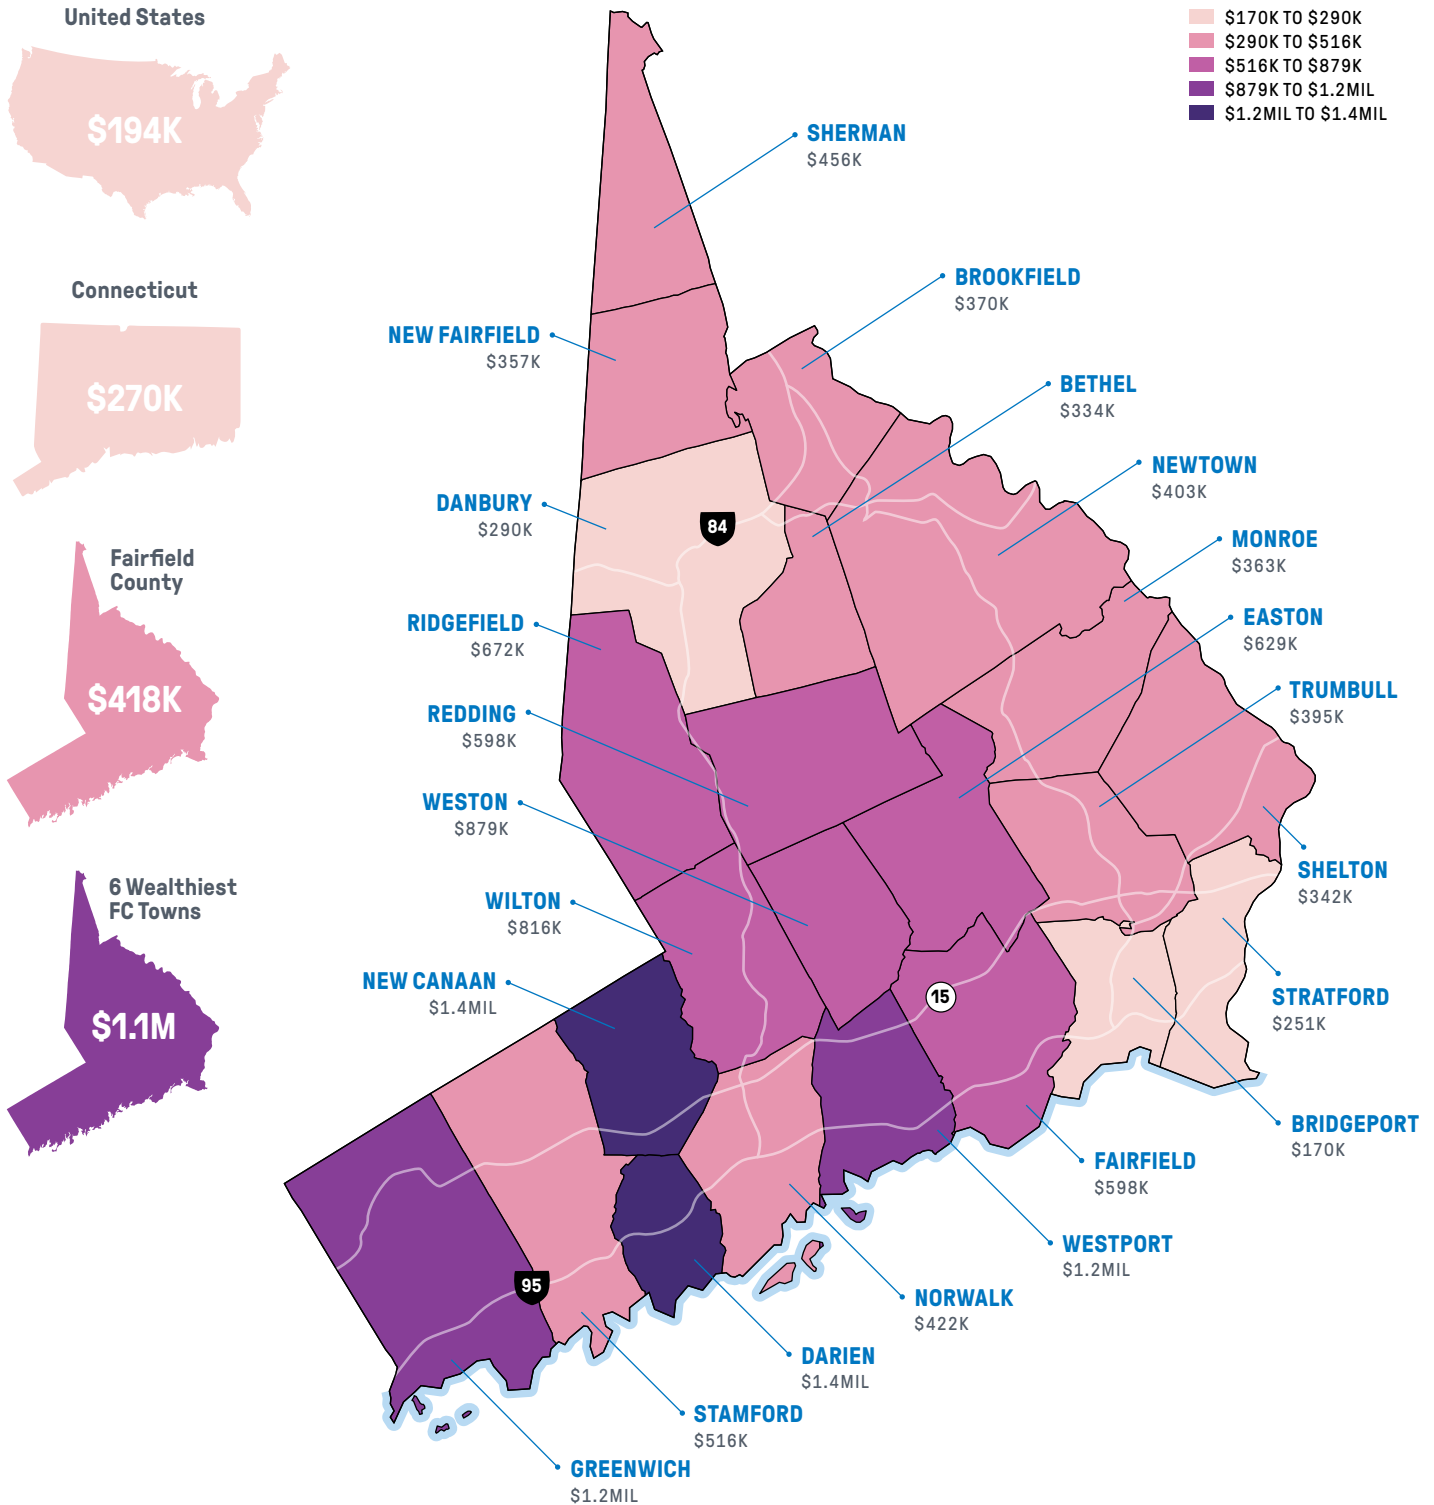 United States
$194K
Connecticut
$270K
Fairfield
County
$418K
6 Wealthiest
FC Towns
$1.1M
$170K TO $290K
$290K TO $516K
$516K TO $879K
$879K TO $1.2MIL
$1.2MIL TO $1.4MIL
SHERMAN
$456K
BROOKFIELD
$370K
NEW FAIRFIELD
$357K
BETHEL
$334K
NEWTOWN
$403K
DANBURY
$290K
84
MONROE
$363K
RIDGEFIELD
$672K
EASTON
$629K
TRUMBULL
$395K
REDDING
$598K
WESTON
$879K
SHELTON
$342K
WILTON
$816K
NEW CANAAN
$1.4MIL
15
STRATFORD
$251K
BRIDGEPORT
$170K
FAIRFIELD
$598K
WESTPORT
$1.2MIL
95
NORWALK
$422K
DARIEN
$1.4MIL
STAMFORD
$516K
GREENWICH
$1.2MIL